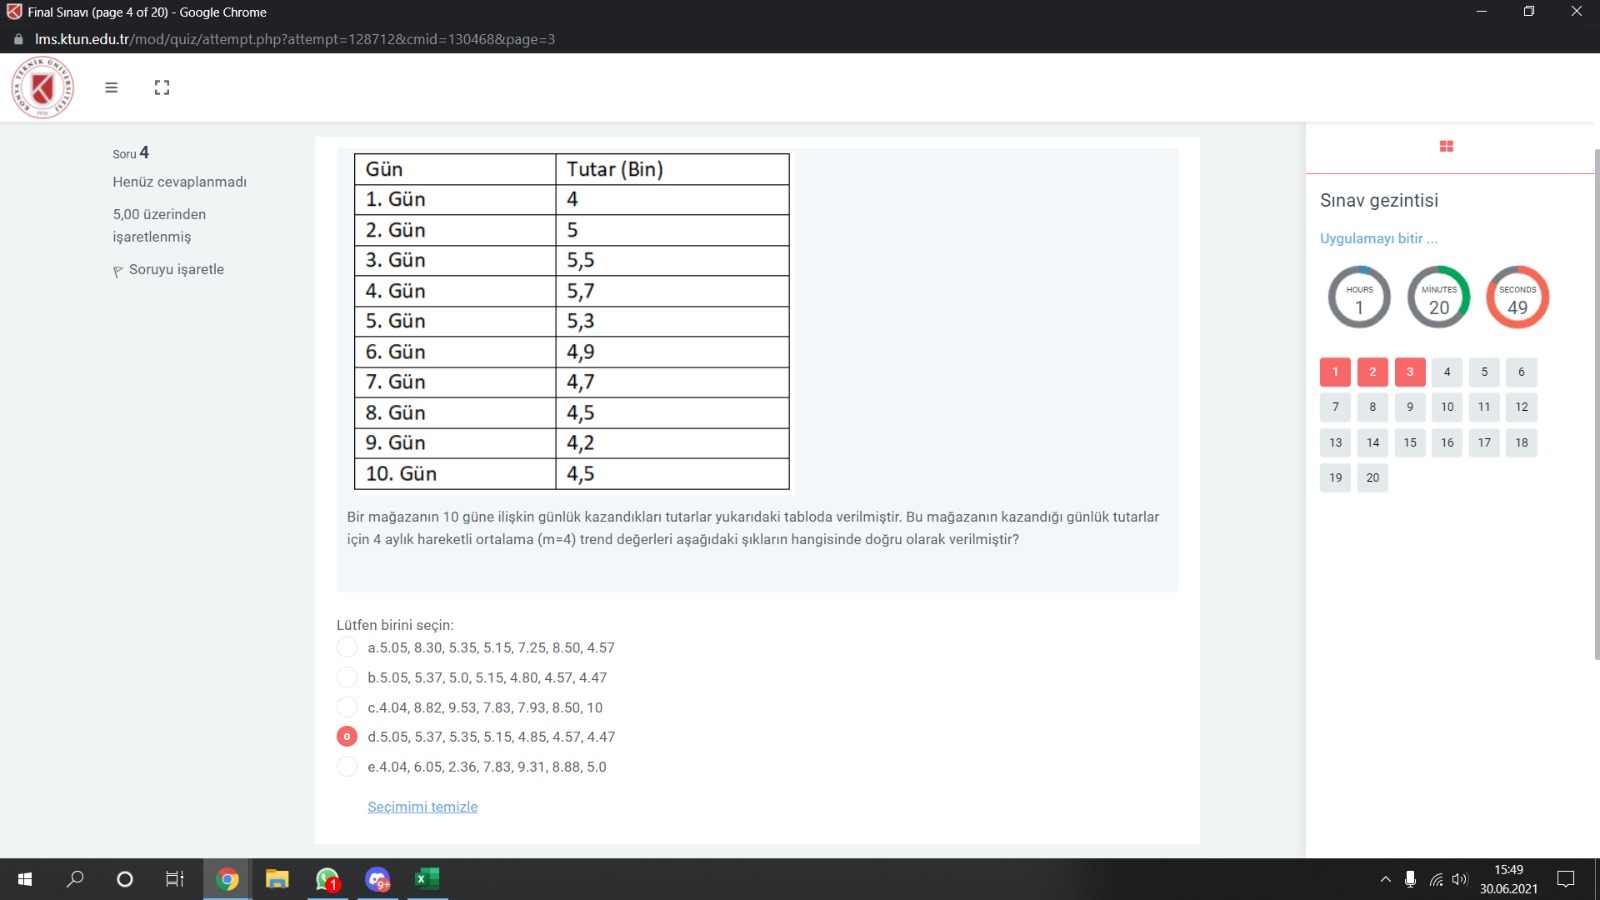 Final Sınavı (page 4 of 20) - Google Chrome
lms.ktun.edu.tr/mod/quiz/attempt.php?attempt=128712&cmid=130468&page=3
KONYA TEKNİK ÜNİVERSİTESİ
Soru 4
Henüz cevaplanmadı
5,00 üzerinden
işaretlenmiş
Soruyu işaretle
Gün Tutar (Bin)
1. Gün 4
2. Gün 5
3. Gün 5,5
4. Gün 5,7
5. Gün 5,3
6. Gün 4,9
7. Gün 4,7
8. Gün 4,5
9. Gün 4,2
10. Gün 4,5
Bir mağazanın 10 güne ilişkin günlük kazandıkları tutarlar yukarıdaki tabloda verilmiştir. Bu mağazanın kazandığı günlük tutarlar
için 4 aylık hareketli ortalama (m=4) trend değerleri aşağıdaki şıkların hangisinde doğru olarak verilmiştir?
Lütfen birini seçin:
a.5.05, 8.30, 5.35, 5.15, 7.25, 8.50, 4.57
b.5.05, 5.37, 5.0, 5.15, 4.80, 4.57, 4.47
c.4.04, 8.82, 9.53, 7.83, 7.93, 8.50, 10
d.5.05, 5.37, 5.35, 5.15, 4.85, 4.57, 4.47
e.4.04, 6.05, 2.36, 7.83, 9.31, 8.88, 5.0
Seçimimi temizle
Sınav gezintisi
Uygulamayı bitir ...
HOURS
1
MİNUTES
20
SECONDS
49
1 2 3 4 5 6
7 8 9 10 11 12
13 14 15 16 17 18
19 20
1
9+
15:49
30.06.2021